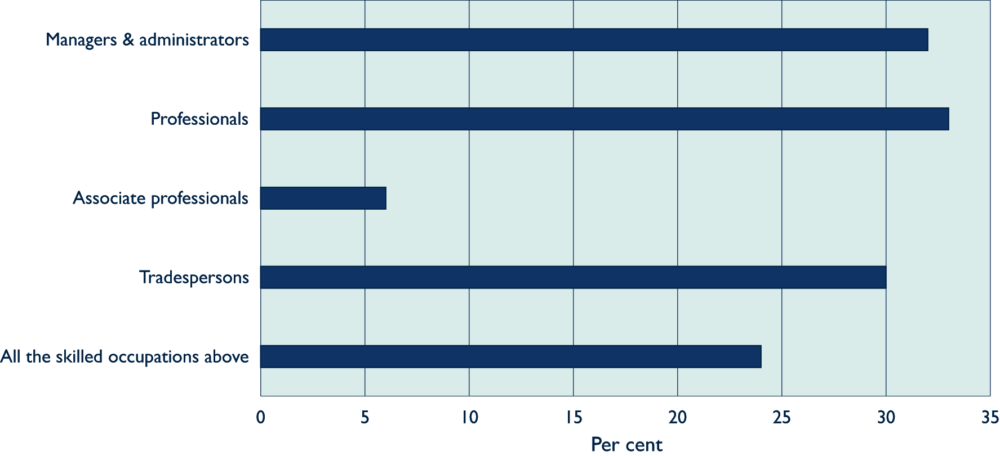 Managers & administrators
Professionals
Associate professionals
Tradespersons
All the skilled occupations above
0 5 10 15 20 25 30 35
Per cent